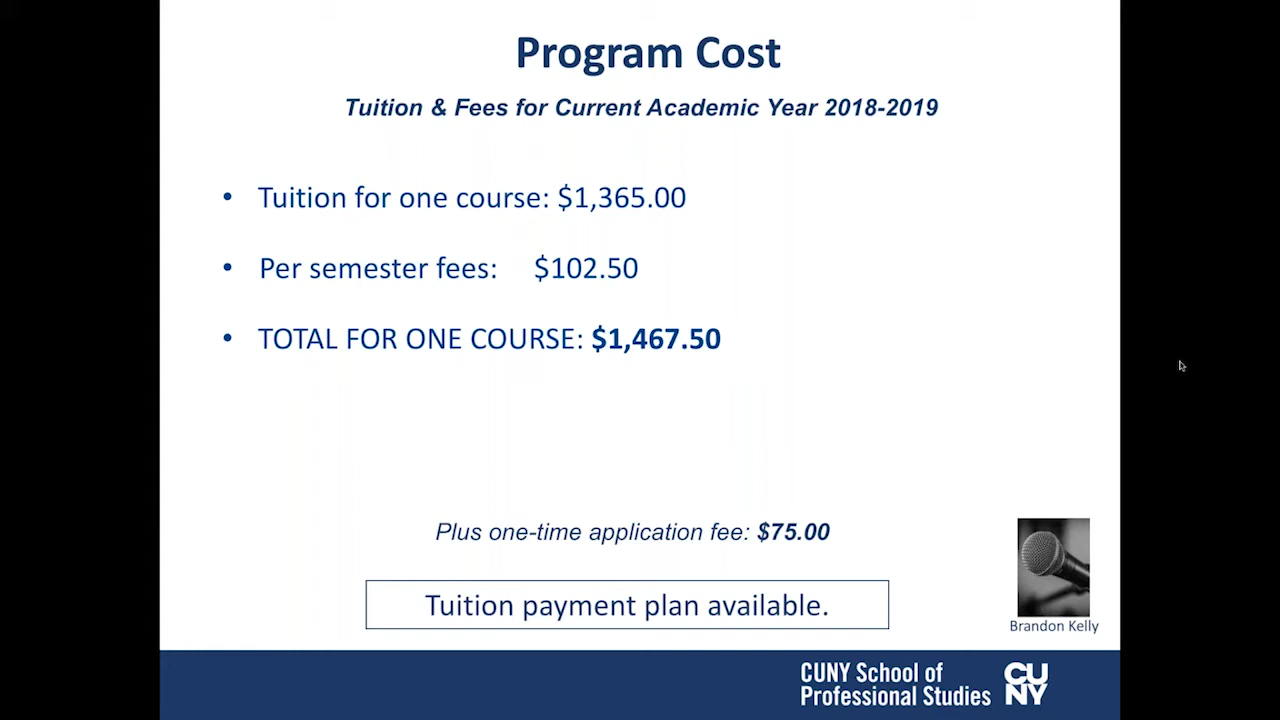 Program Cost
Tuition & Fees for Current Academic Year 2018-2019
• Tuition for one course: $1,365.00
• Per semester fees: $102.50
• TOTAL FOR ONE COURSE: $1,467.50
Plus one-time application fee: $75.00
Tuition payment plan available.
Brandon Kelly
CUNY School of
Professional Studies
CU
NY